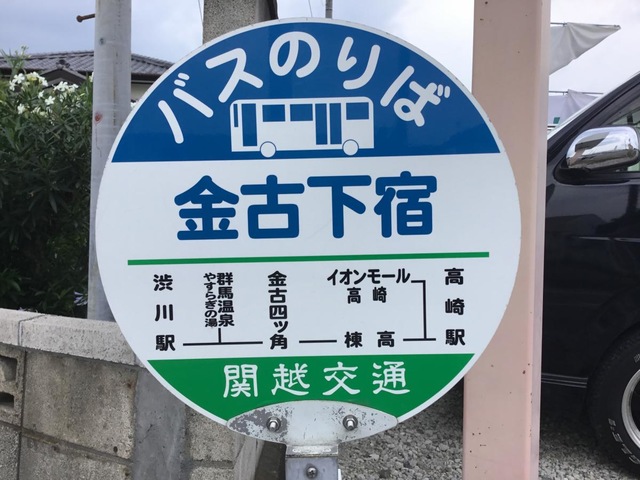 バスのりば
金古下宿
渋川駅
群馬温泉
やすらぎの湯
金古四ツ角
イオンモール
高崎
棟高
高崎駅
関越交通